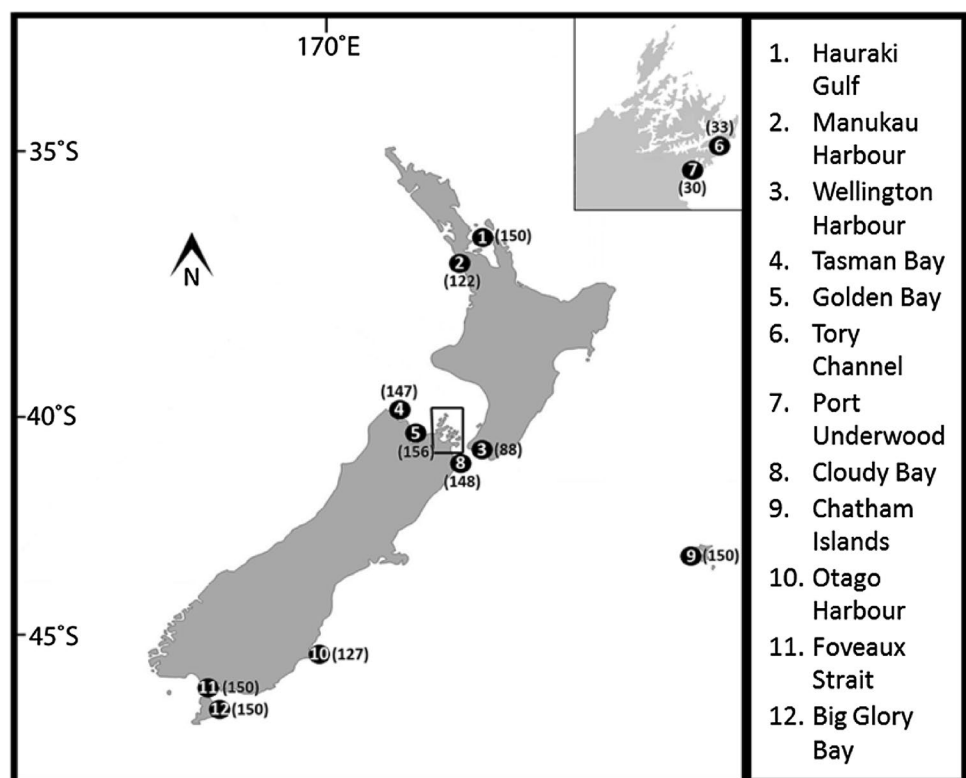 170°E
35°S
40°S
45°S
N
(33)
6
7
(30)
1 (150)
2
(122)
(147)
4
5
(156)
3 (88)
8
(148)
9 (150)
10 (127)
11 (150)
12 (150)
1. Hauraki
Gulf
2. Manukau
Harbour
3. Wellington
Harbour
4. Tasman Bay
5. Golden Bay
6. Tory
Channel
7. Port
Underwood
8. Cloudy Bay
9. Chatham
Islands
10. Otago
Harbour
11. Foveaux
Strait
12. Big Glory
Bay